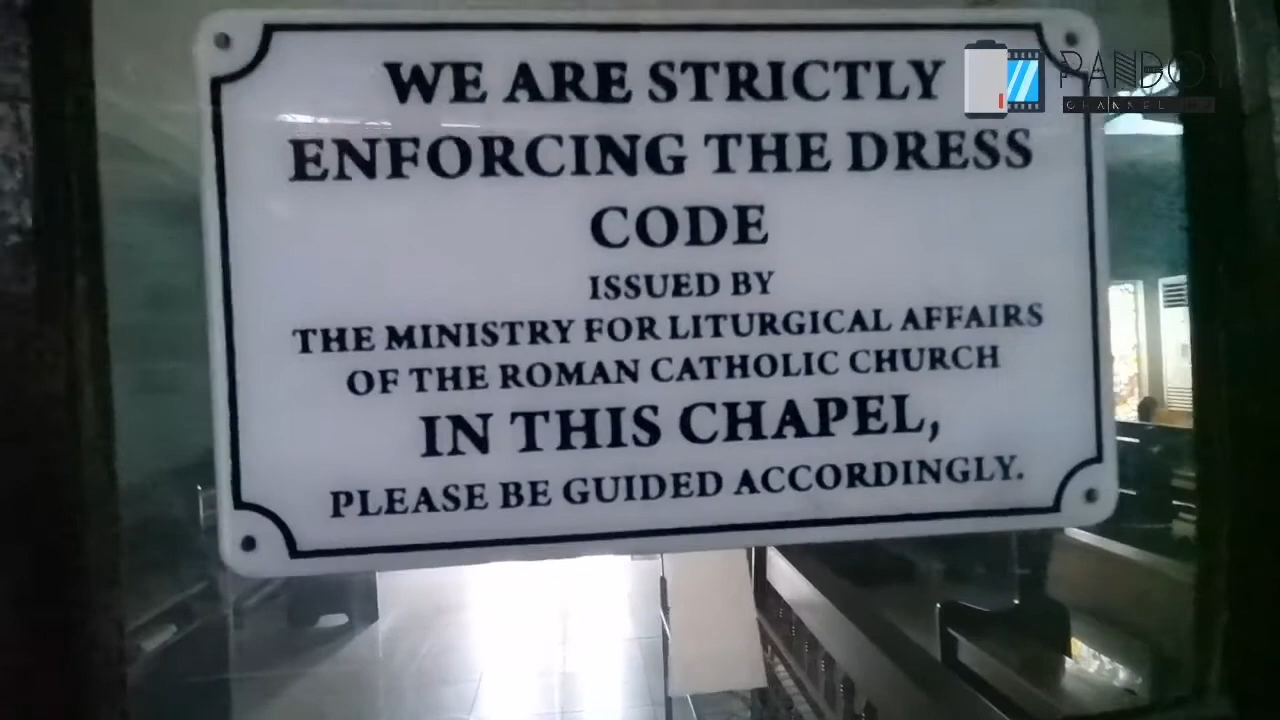 WE ARE STRICTLY
ENFORCING THE DRESS
CODE
ISSUED BY
THE MINISTRY FOR LITURGICAL AFFAIRS
OF THE ROMAN CATHOLIC CHURCH
IN THIS CHAPEL,
PLEASE BE GUIDED ACCORDINGLY.
PANBOY
CHANNEL